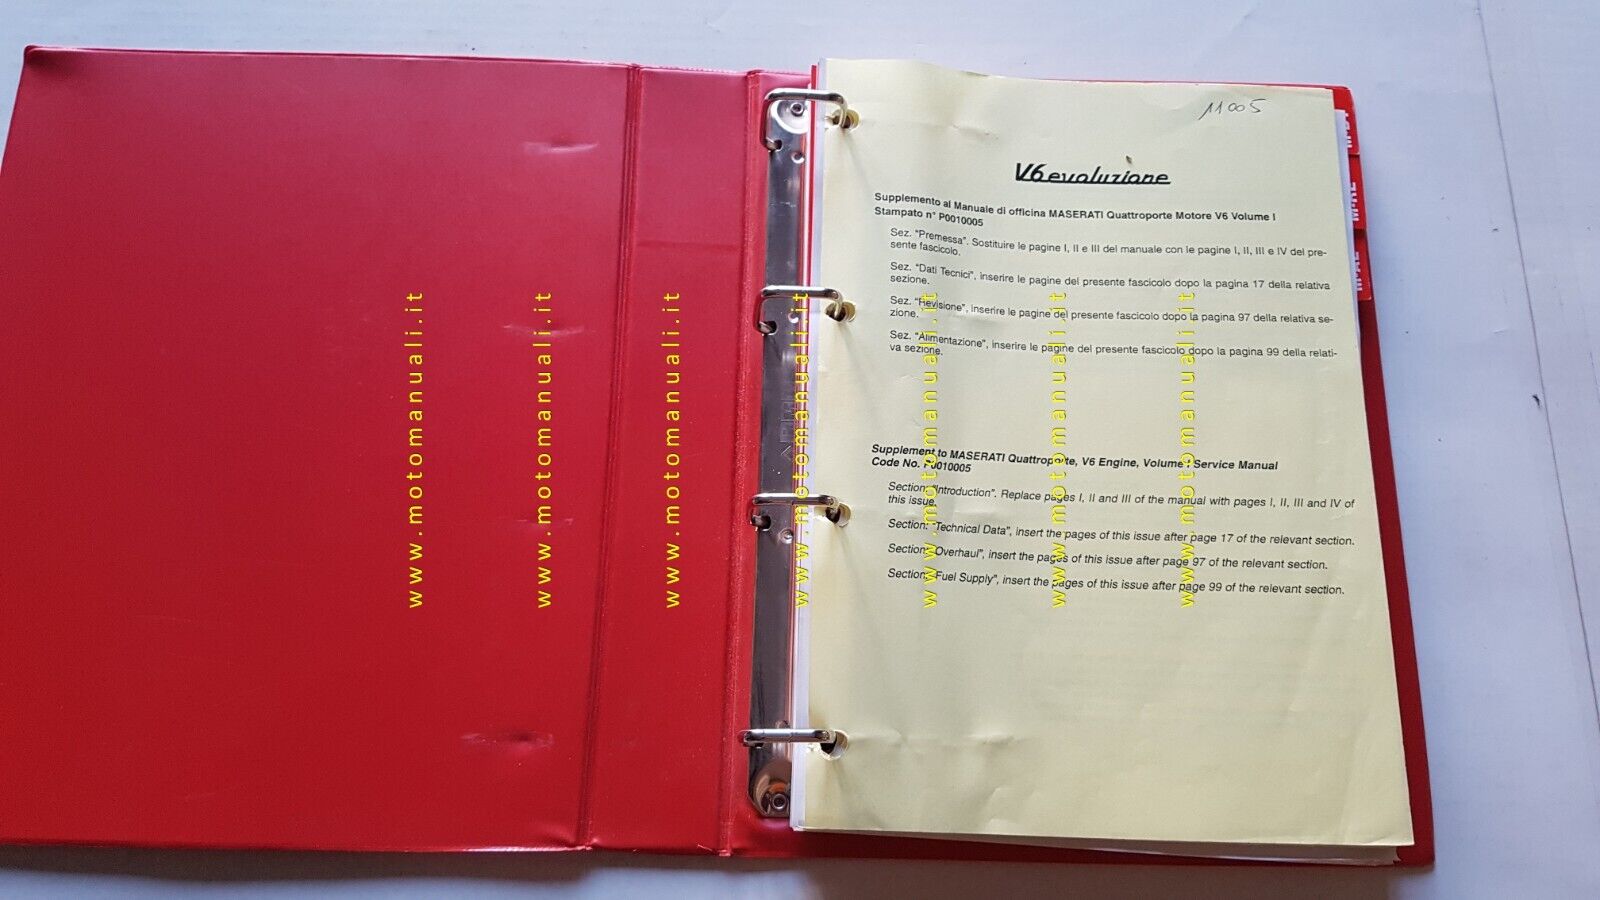 11005
V6evoluzione
Supplemento al Manuale di officina MASERATI Quattroporte Motore V6 Volume I
Stampato n° P0010005
Sez. "Premessa". Sostituire le pagine I, II e III del manuale con le pagine I, II, III e IV del pre-
sente fascicolo.
Sez. "Dati Tecnici", inserire le pagine del presente fascicolo dopo la pagina 17 della relativa
sezione.
Sez. "Revisione", inserire le pagine del presente fascicolo dopo la pagina 97 della relativa se-
zione.
Sez. "Alimentazione", inserire le pagine del presente fascicolo dopo la pagina 99 della relati-
va sezione.
Supplement to MASERATI Quattroporte, V6 Engine, Volume I Service Manual
Code No. P0010005
Section: "Introduction". Replace pages I, II and III of the manual with pages I, II, III and IV of
this issue.
Section: "Technical Data", insert the pages of this issue after page 17 of the relevant section.
Section: "Overhaul", insert the pages of this issue after page 97 of the relevant section.
Section: "Fuel Supply", insert the pages of this issue after page 99 of the relevant section.
www.motomanuali.it
www.motomanuali.it
www.motomanuali.it
www.motomanuali.it
www.motomanuali.it
www.motomanuali.it
www.motomanuali.it